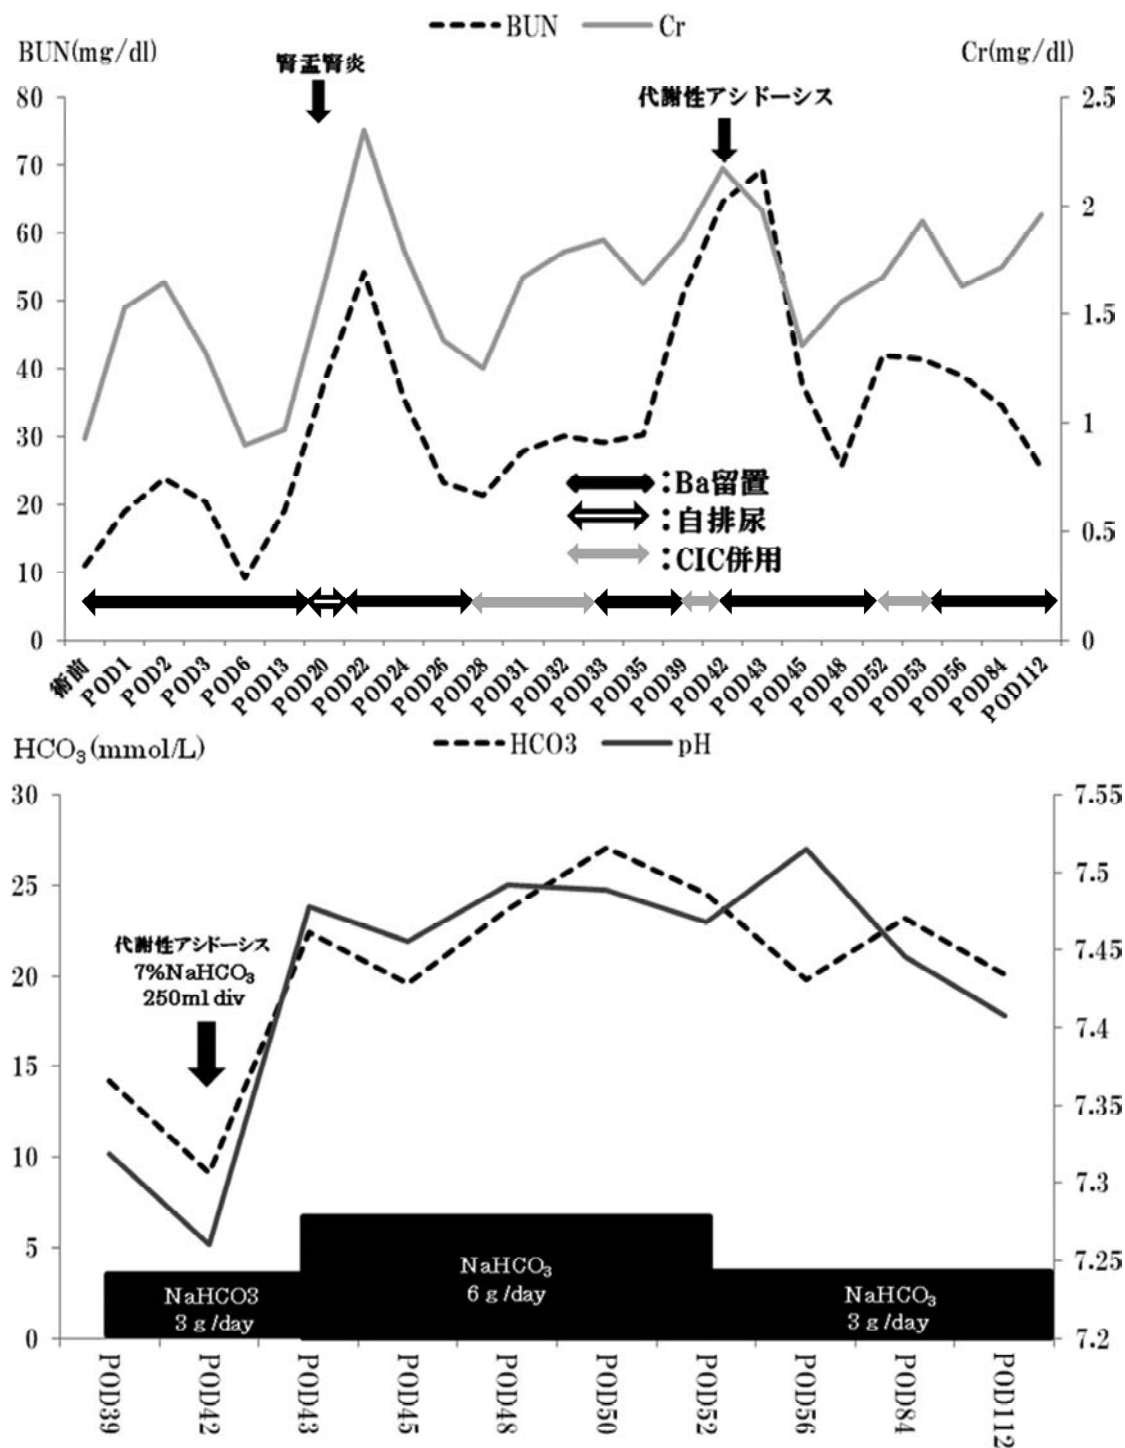 BUN Cr
BUN(mg/dl)
Cr(mg/dl)
腎盂腎炎
代謝性アシドーシス
80
70
60
50
40
30
20
10
0
2.5
2
1.5
1
0.5
0
:Ba留置
:自排尿
:CIC併用
術前 POD1 POD2 POD3 POD6 POD13 POD20 POD22 POD24 POD26 POD28 POD31 POD32 POD33 POD35 POD39 POD42 POD43 POD45 POD48 POD52 POD53 POD56 POD84 POD112
HCO₃(mmol/L)
HCO3 pH
30
25
20
15
10
5
0
7.55
7.5
7.45
7.4
7.35
7.3
7.25
7.2
代謝性アシドーシス
7%NaHCO₃
250ml div
NaHCO3
3 g/day
NaHCO₃
6 g/day
NaHCO₃
3 g/day
POD39 POD42 POD43 POD45 POD48 POD50 POD52 POD56 POD84 POD112